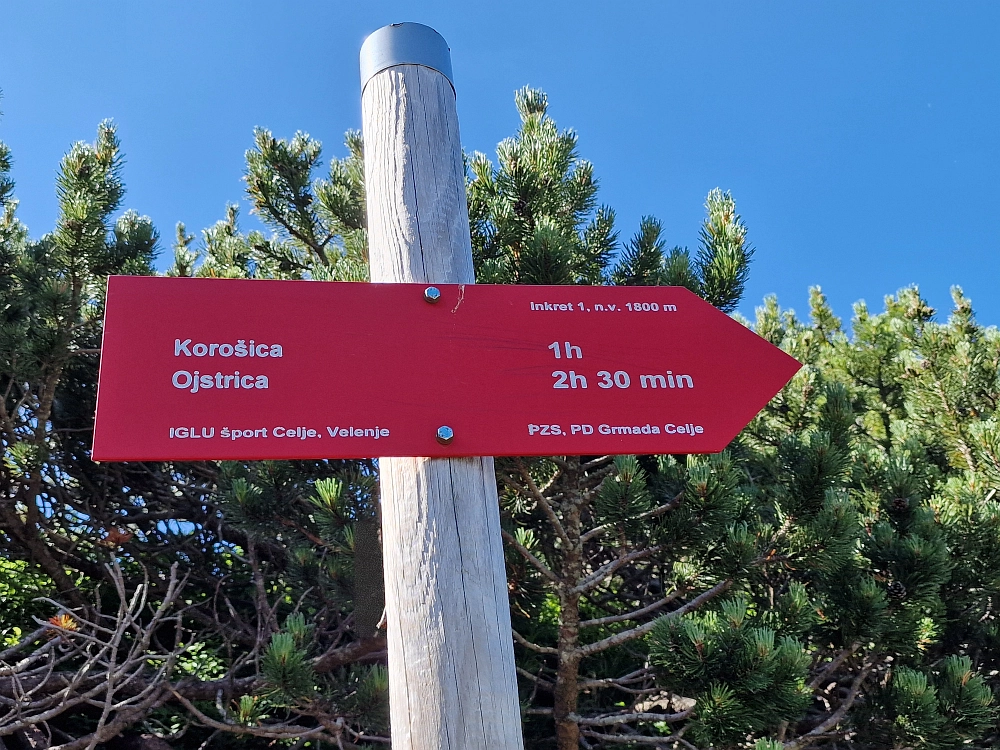 Inkret 1, n.v. 1800 m
Korošica 1h
Ojstrica 2h 30 min
IGLU šport Celje, Velenje PZS, PD Grmada Celje